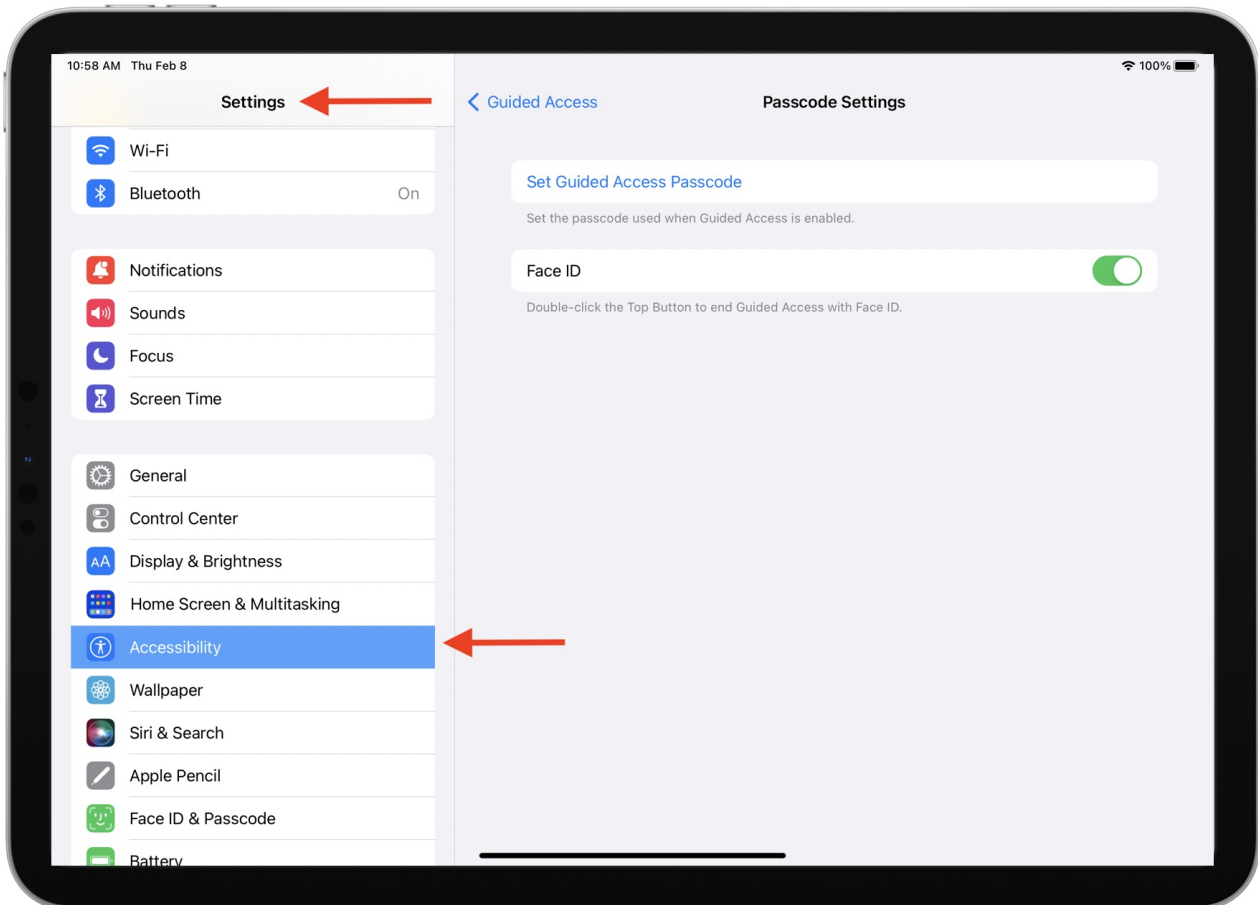 10:58 AM Thu Feb 8
100%
Settings
Wi-Fi
Bluetooth On
Notifications
Sounds
Focus
Screen Time
General
Control Center
AA Display & Brightness
Home Screen & Multitasking
Accessibility
Wallpaper
Siri & Search
Apple Pencil
Face ID & Passcode
Battery
Guided Access
Passcode Settings
Set Guided Access Passcode
Set the passcode used when Guided Access is enabled.
Face ID
Double-click the Top Button to end Guided Access with Face ID.